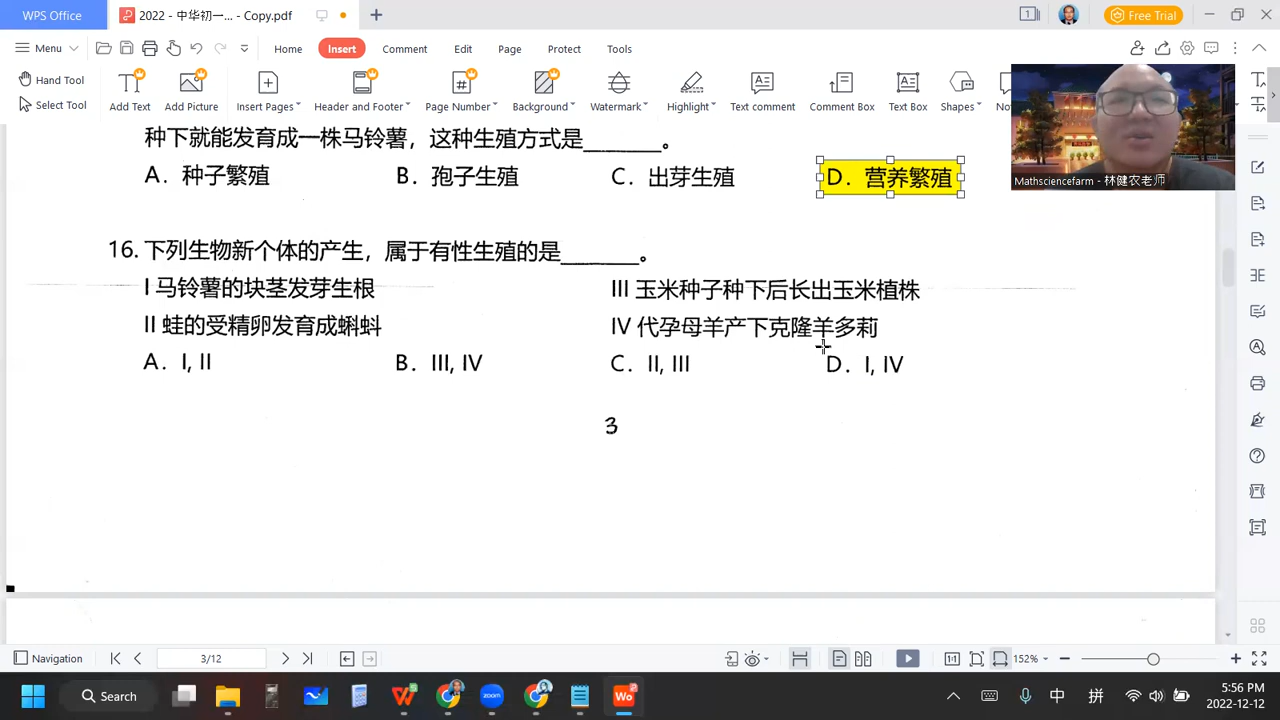 WPS Office
2022 - 中华初一... - Copy.pdf
1
Free Trial
Menu
Home
Insert
Comment
Edit
Page
Protect
Tools
Hand Tool
Select Tool
Add Text
Add Picture
Insert Pages
Header and Footer
Page Number
Background
Watermark
Highlight
Text comment
Comment Box
Text Box
Shapes
No
Mathsciencefarm - 林健农老师
种下就能发育成一株马铃薯，这种生殖方式是_______。
A．种子繁殖 B．孢子生殖 C．出芽生殖 D．营养繁殖
16. 下列生物新个体的产生，属于有性生殖的是_______。
I 马铃薯的块茎发芽生根 III 玉米种子种下后长出玉米植株
II 蛙的受精卵发育成蝌蚪 IV 代孕母羊产下克隆羊多莉
A．I, II B．III, IV C．II, III D．I, IV
3
Navigation
3/12
1:1
152%
Search
zoom
Wo
中
拼
5:56 PM
2022-12-12